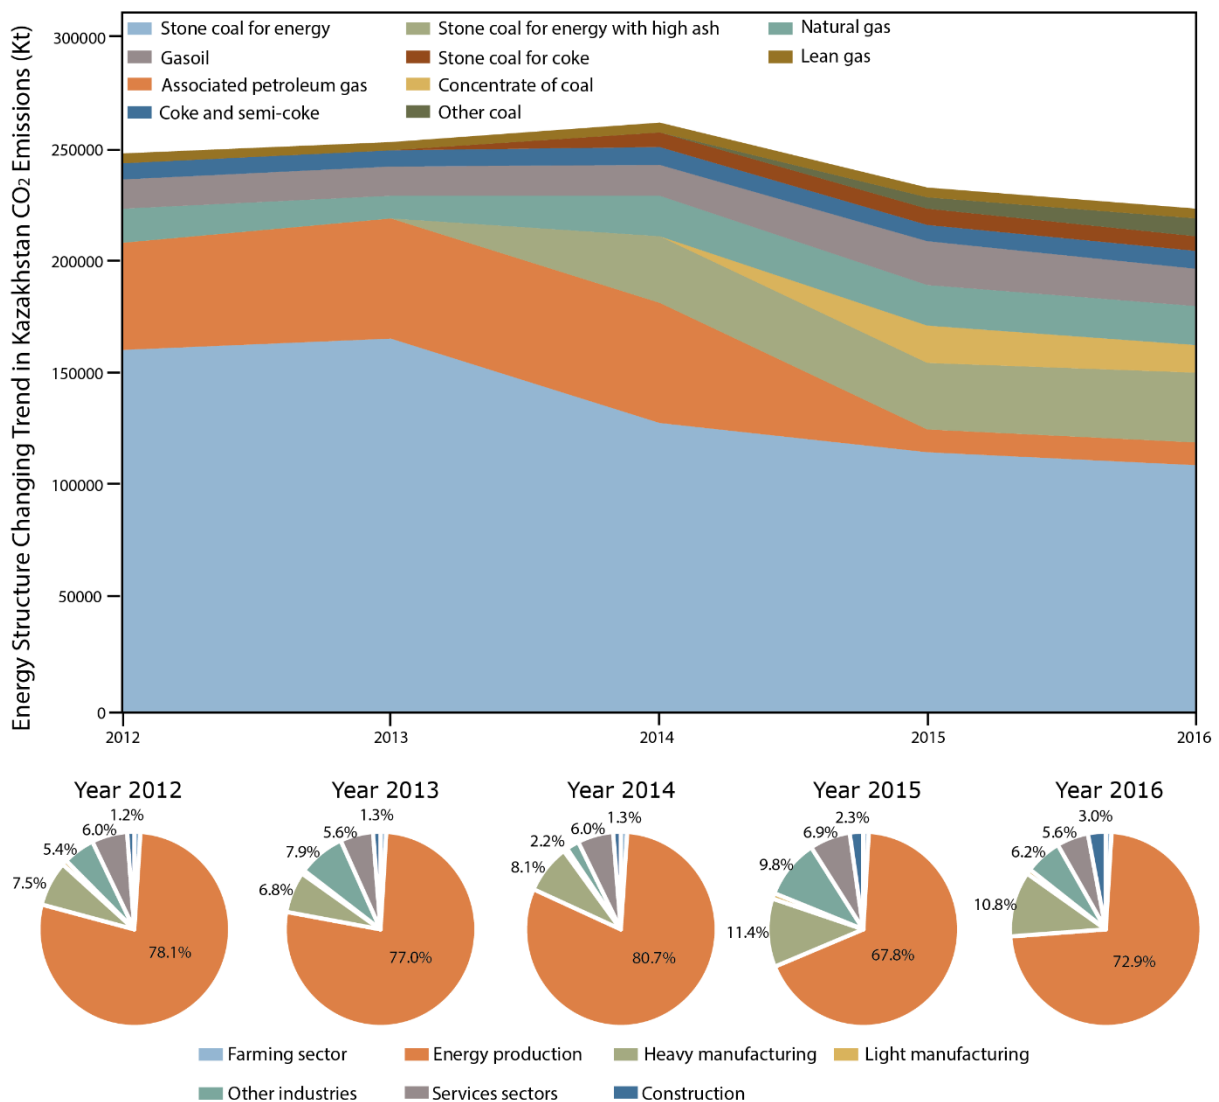 Energy Structure Changing Trend in Kazakhstan CO2 Emissions (Kt)
300000
250000
200000
150000
100000
50000
0
Stone coal for energy
Gasoil
Associated petroleum gas
Coke and semi-coke
Stone coal for energy with high ash
Stone coal for coke
Concentrate of coal
Other coal
Natural gas
Lean gas
2012 2013 2014 2015 2016
Year 2012
1.2%
6.0%
5.4%
7.5%
78.1%
Year 2013
1.3%
5.6%
7.9%
6.8%
77.0%
Year 2014
1.3%
6.0%
2.2%
8.1%
80.7%
Year 2015
2.3%
6.9%
9.8%
11.4%
67.8%
Year 2016
3.0%
5.6%
6.2%
10.8%
72.9%
Farming sector Energy production Heavy manufacturing Light manufacturing
Other industries Services sectors Construction